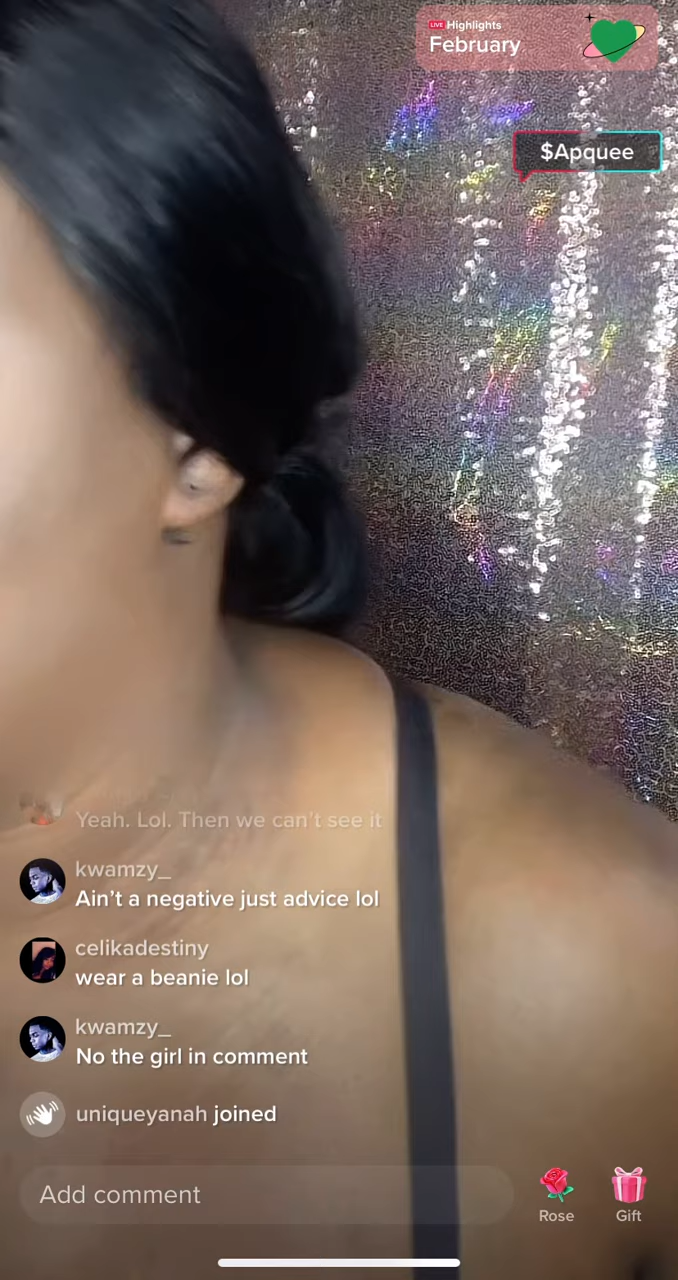 LIVE Highlights
February
$Apquee
Yeah. Lol. Then we can't see it
kwamzy_
Ain't a negative just advice lol
celikadestiny
wear a beanie lol
kwamzy_
No the girl in comment
uniqueyanah joined
Add comment
Rose
Gift